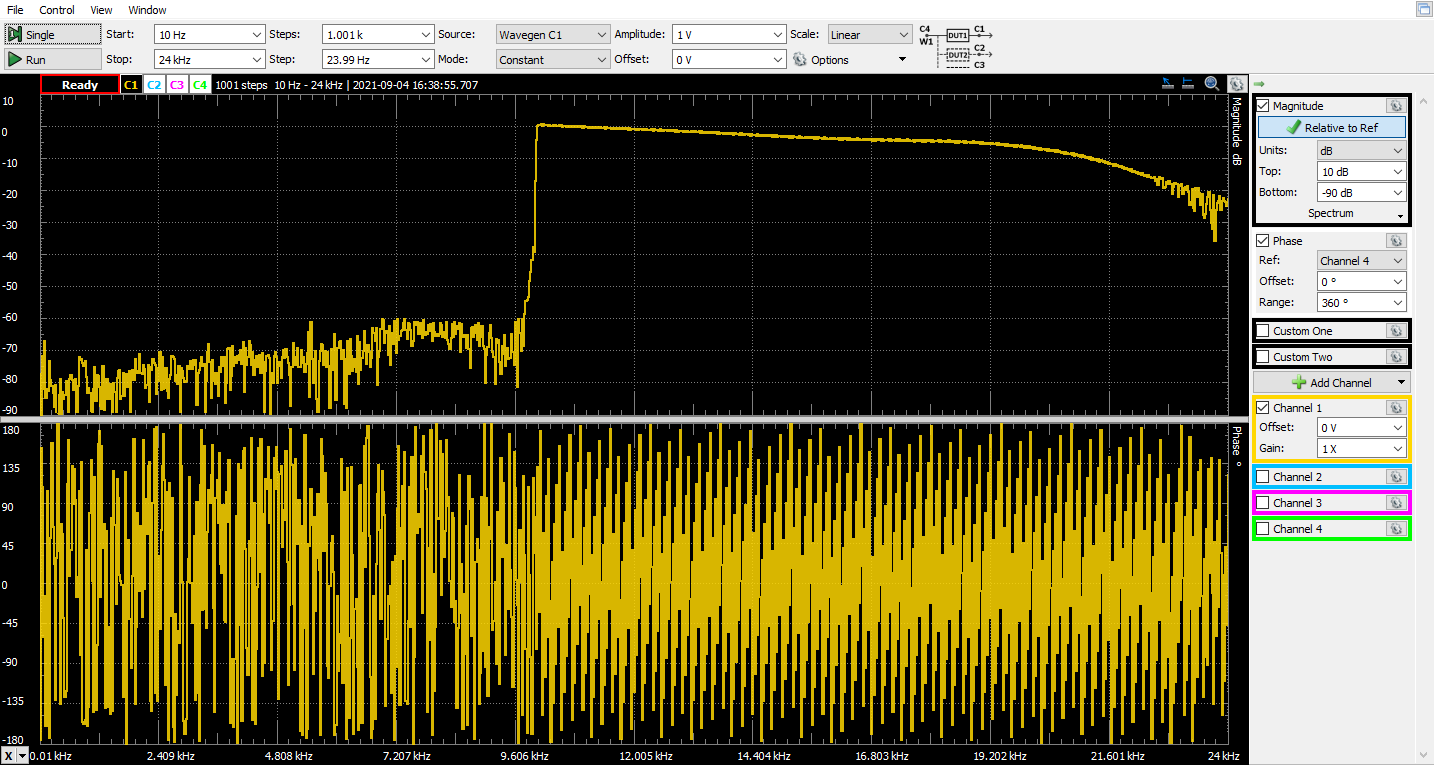 File Control View Window
Single Start: 10 Hz Steps: 1.001 k Source: Wavegen C1 Amplitude: 1 V Scale: Linear C4 W1 DUT1 C1
Run Stop: 24 kHz Step: 23.99 Hz Mode: Constant Offset: 0 V Options DUT2 C2 C3
Ready C1 C2 C3 C4 1001 steps 10 Hz - 24 kHz | 2021-09-04 16:38:55.707
10
0
-10
-20
-30
-40
-50
-60
-70
-80
-90
Magnitude dB
180
135
90
45
0
-45
-90
-135
-180
Phase °
X 0.01 kHz 2.409 kHz 4.808 kHz 7.207 kHz 9.606 kHz 12.005 kHz 14.404 kHz 16.803 kHz 19.202 kHz 21.601 kHz 24 kHz
Magnitude
Relative to Ref
Units: dB
Top: 10 dB
Bottom: -90 dB
Spectrum
Phase
Ref: Channel 4
Offset: 0 °
Range: 360 °
Custom One
Custom Two
Add Channel
Channel 1
Offset: 0 V
Gain: 1 X
Channel 2
Channel 3
Channel 4